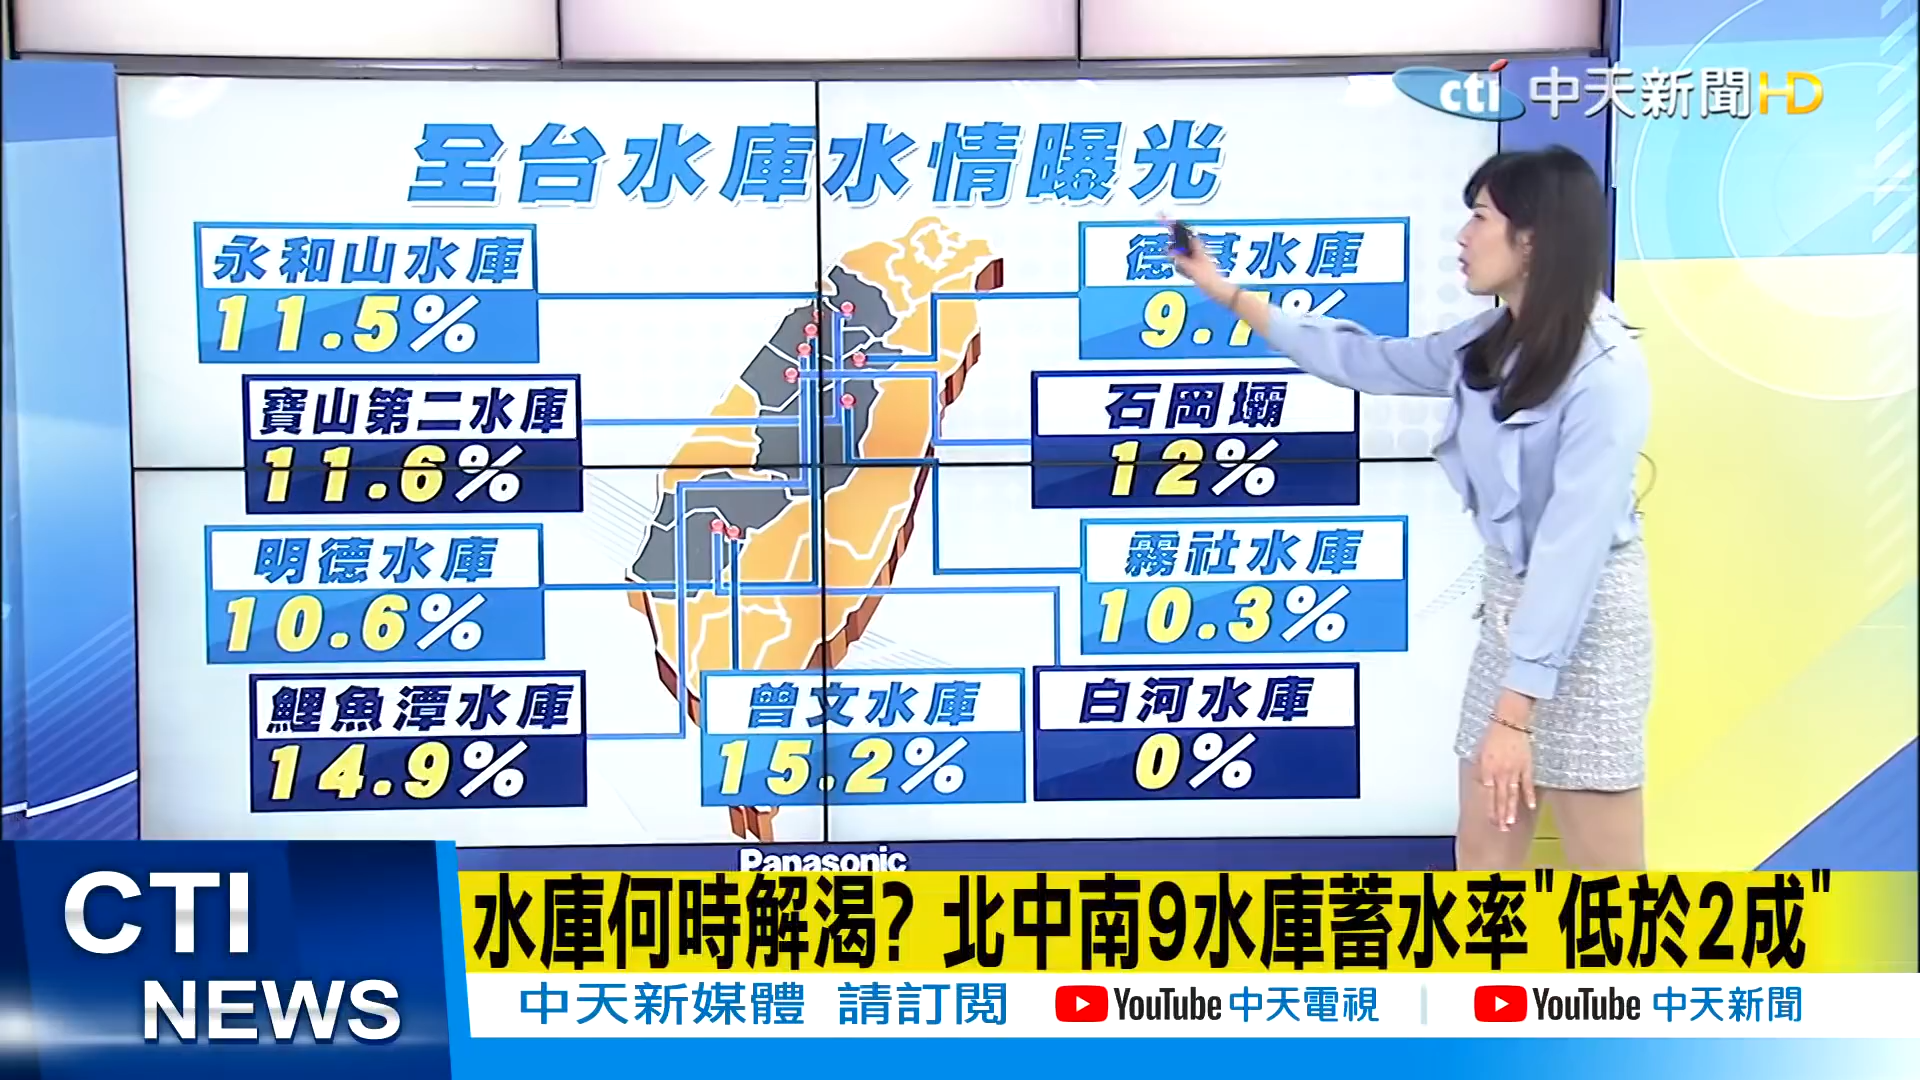 cti 中天新聞HD
全台水庫水情曝光
永和山水庫
11.5%
德基水庫
寶山第二水庫
11.6%
石岡壩
12%
明德水庫
10.6%
霧社水庫
10.3%
鯉魚潭水庫
14.9%
曾文水庫
15.2%
白河水庫
0%
Panasonic
CTI
NEWS
水庫何時解渴? 北中南9水庫蓄水率"低於2成"
中天新媒體 請訂閱 YouTube 中天電視 | YouTube 中天新聞